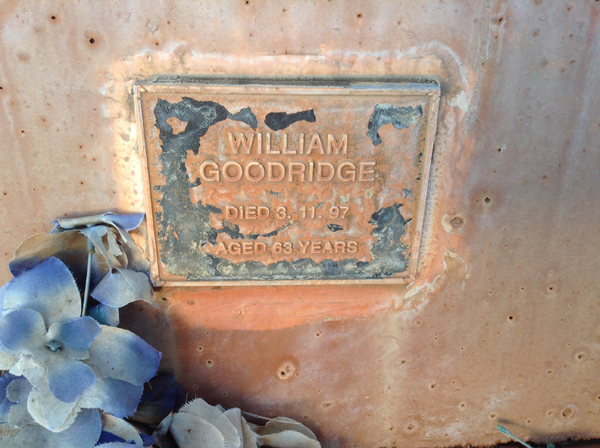 WILLIAM
GOODRIDGE
DIED 3. 11. 97
AGED 63 YEARS